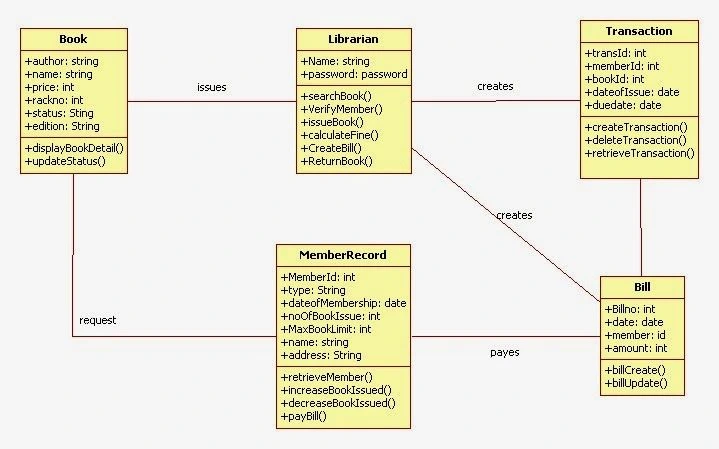 Book
+author: string
+name: string
+price: int
+rackno: int
+status: Sting
+edition: String
+displayBookDetail()
+updateStatus()
issues
Librarian
+Name: string
+password: password
+searchBook()
+VerifyMember()
+issueBook()
+calculateFine()
+CreateBill()
+ReturnBook()
creates
Transaction
+transId: int
+memberId: int
+bookId: int
+dateofIssue: date
+duedate: date
+createTransaction()
+deleteTransaction()
+retrieveTransaction()
creates
request
MemberRecord
+MemberId: int
+type: String
+dateofMembership: date
+noOfBookIssue: int
+MaxBookLimit: int
+name: string
+address: String
+retrieveMember()
+increaseBookIssued()
+decreaseBookIssued()
+payBill()
payes
Bill
+Billno: int
+date: date
+member: id
+amount: int
+billCreate()
+billUpdate()